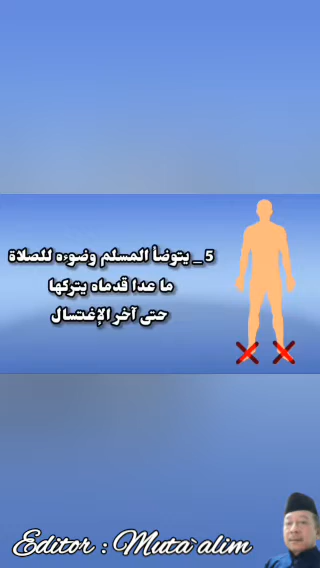 5 _ يتوضأ المسلم وضوءه للصلاة
ما عدا قدماه يتركها
حتى آخر الإغتسال
Editor : Muta`alim